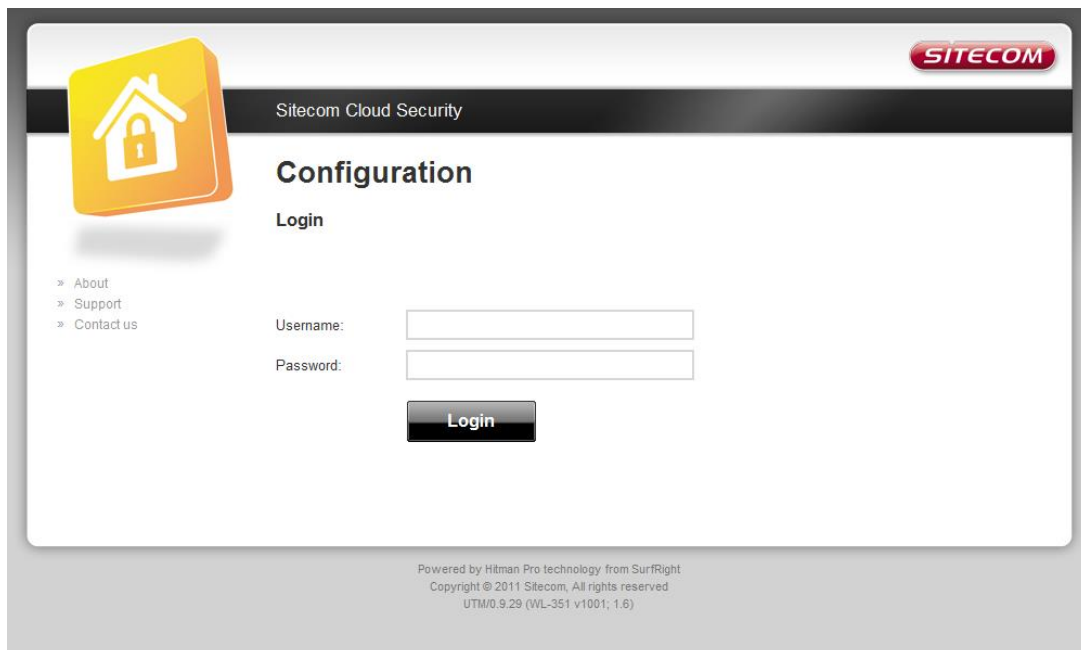 SITECOM
Sitecom Cloud Security
Configuration
Login
» About
» Support
» Contact us
Username:
Password:
Login
Powered by Hitman Pro technology from SurfRight
Copyright © 2011 Sitecom, All rights reserved
UTM/0.9.29 (WL-351 v1001; 1.6)